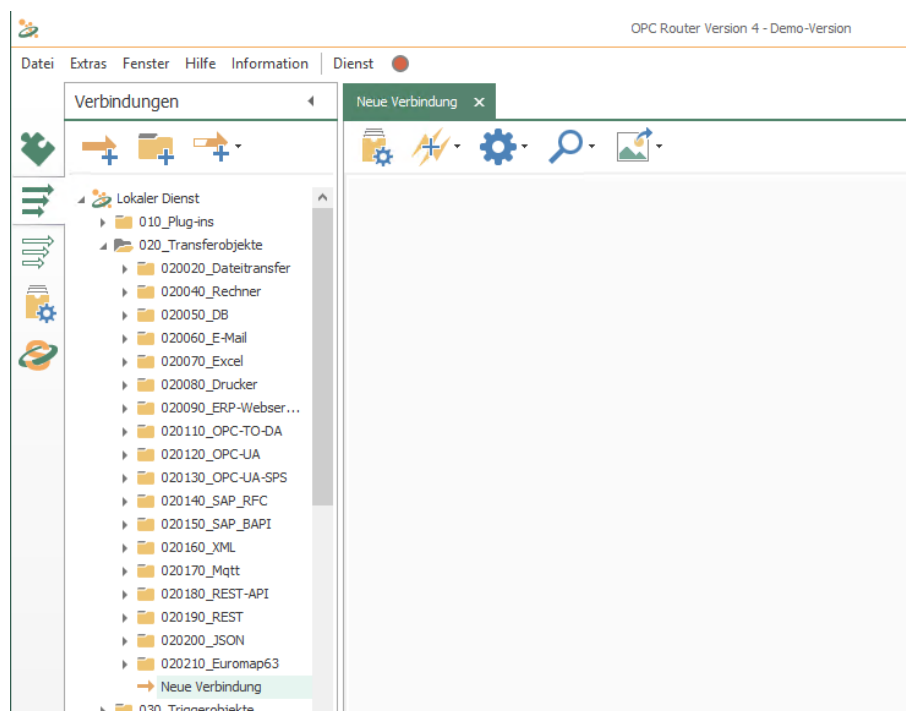 OPC Router Version 4 - Demo-Version
Datei Extras Fenster Hilfe Information Dienst
Verbindungen
Neue Verbindung
Lokaler Dienst
010_Plug-ins
020_Transferobjekte
020020_Dateitransfer
020040_Rechner
020050_DB
020060_E-Mail
020070_Excel
020080_Drucker
020090_ERP-Webser...
020110_OPC-TO-DA
020120_OPC-UA
020130_OPC-UA-SPS
020140_SAP_RFC
020150_SAP_BAPI
020160_XML
020170_Mqtt
020180_REST-API
020190_REST
020200_JSON
020210_Euromap63
Neue Verbindung
030_Triggerobjekte